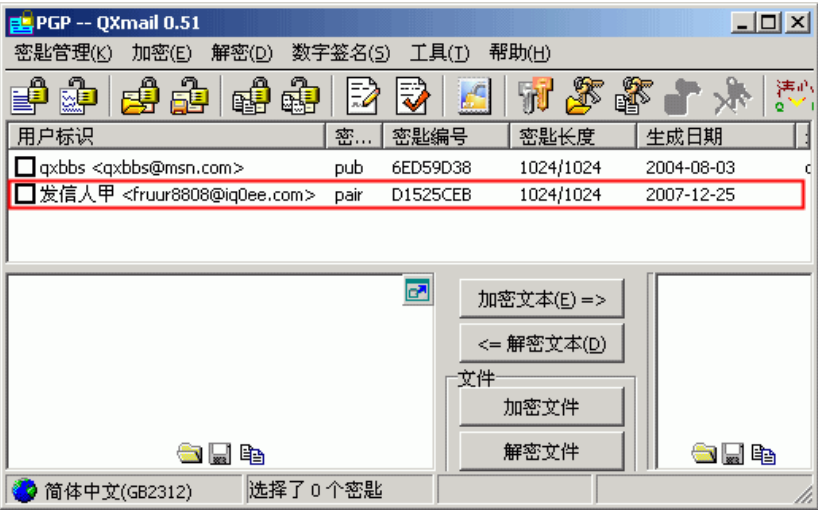 PGP -- QXmail 0.51
密匙管理(K) 加密(E) 解密(D) 数字签名(S) 工具(T) 帮助(H)
用户标识 密... 密匙编号 密匙长度 生成日期
qxbbs <qxbbs@msn.com> pub 6ED59D38 1024/1024 2004-08-03
发信人甲 <fruur8808@iq0ee.com> pair D1525CEB 1024/1024 2007-12-25
加密文本(E) =>
<= 解密文本(D)
文件
加密文件
解密文件
简体中文(GB2312) 选择了 0 个密匙